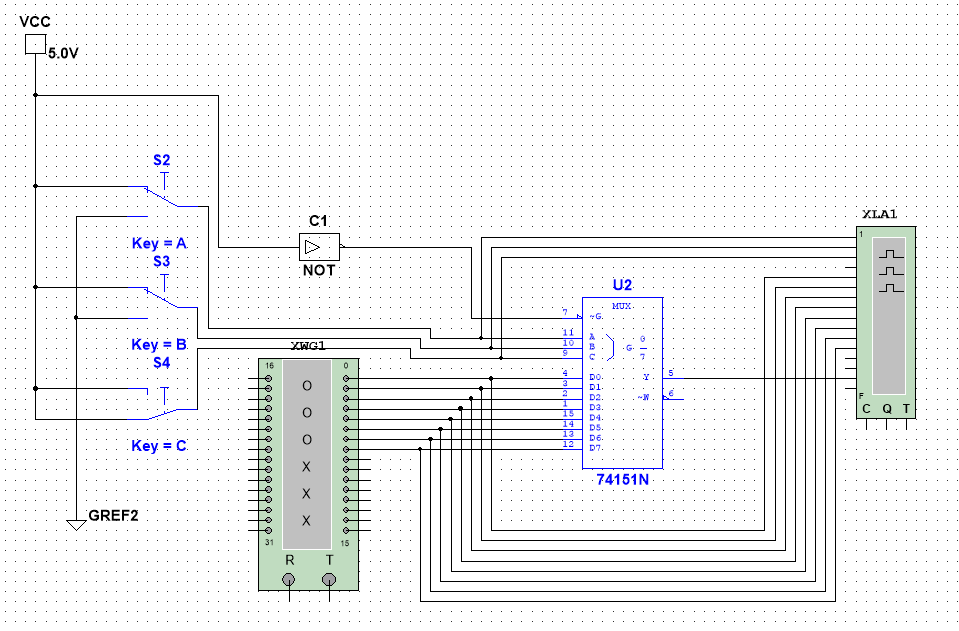 VCC
5.0V
S2
Key = A
S3
Key = B
S4
Key = C
GREF2
C1
NOT
XWG1
16
0
O
O
O
X
X
X
31
15
R
T
U2
MUX
7
~G
11
A
10
B
9
C
G
0
7
4
D0
3
D1
2
D2
1
D3
15
D4
14
D5
13
D6
12
D7
Y
5
~W
6
74151N
XLA1
1
F
C Q T